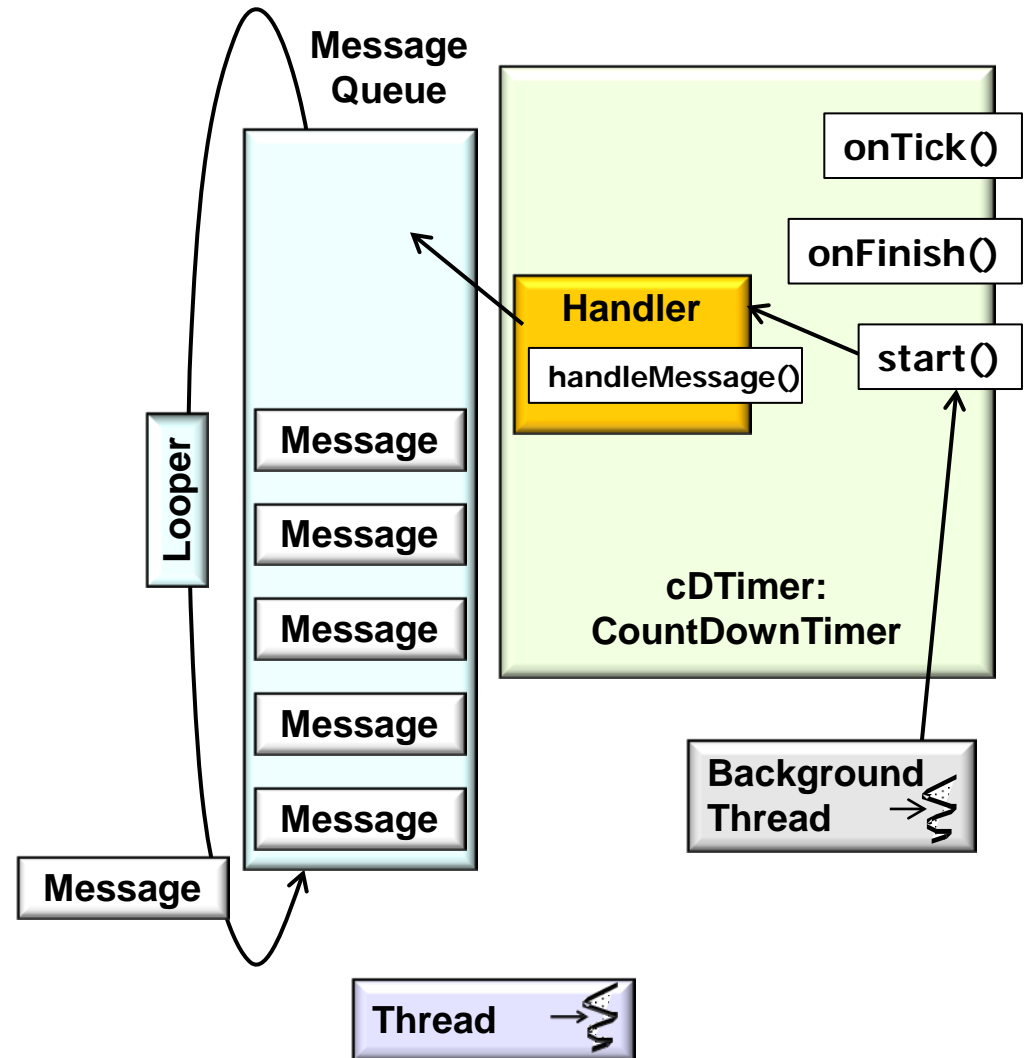 Message
Queue
onTick()
onFinish()
Handler
handleMessage()
start()
Looper
Message
Message
Message
Message
Message
cDTimer:
CountDownTimer
Background
Thread
Message
Thread